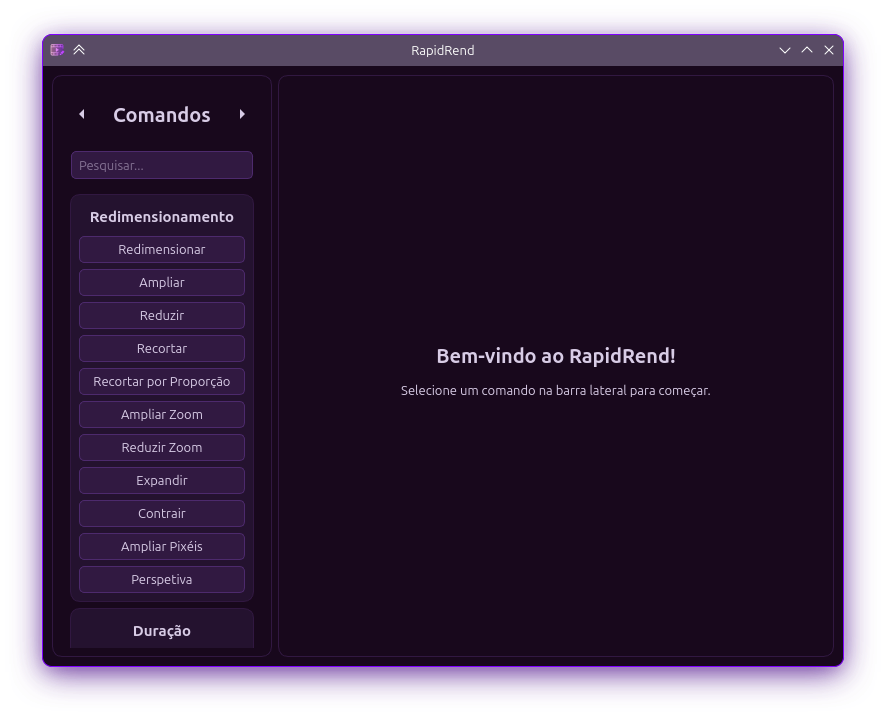 RapidRend
Comandos
Pesquisar...
Redimensionamento
Redimensionar
Ampliar
Reduzir
Recortar
Recortar por Proporção
Ampliar Zoom
Reduzir Zoom
Expandir
Contrair
Ampliar Pixéis
Perspetiva
Duração
Bem-vindo ao RapidRend!
Selecione um comando na barra lateral para começar.